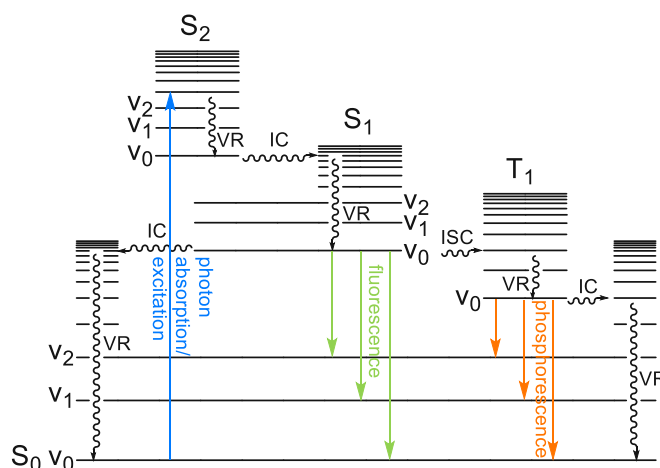 S2
v2
v1
v0
VR
IC
S1
T1
v2
v1
v0
VR
IC
ISC
photon
absorption/
excitation
fluorescence
VR
IC
v0
phosphorescence
v2
VR
VR
v1
S0 v0